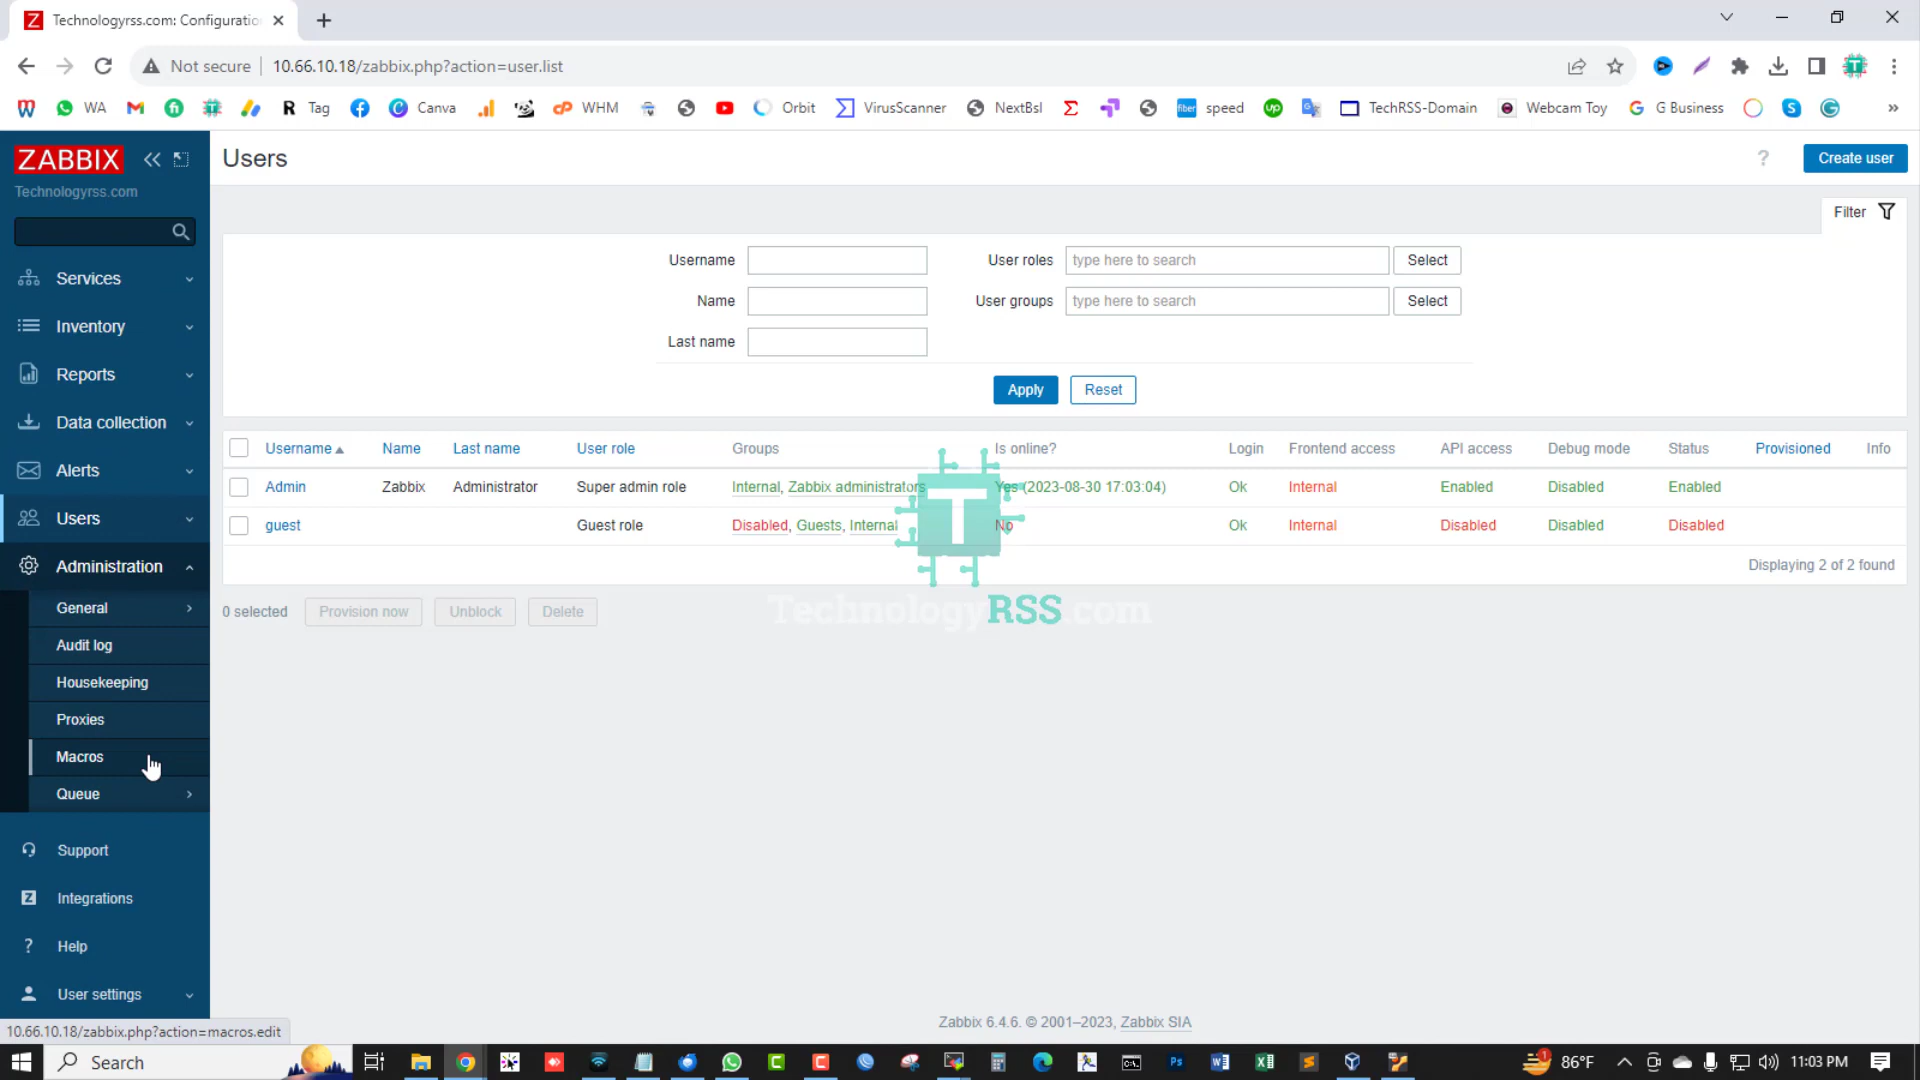 Technologyrss.com: Configuratio
Not secure
10.66.10.18/zabbix.php?action=user.list
WA
Tag
Canva
WHM
Orbit
VirusScanner
NextBsl
speed
TechRSS-Domain
Webcam Toy
G Business
»
ZABBIX
Technologyrss.com
Users
?
Create user
Filter
Services
Inventory
Reports
Data collection
Alerts
Users
Administration
General
Audit log
Housekeeping
Proxies
Macros
Queue
Support
Integrations
Help
User settings
Username
User roles
type here to search
Select
Name
User groups
type here to search
Select
Last name
Apply
Reset
Username Name Last name User role Groups Is online? Login Frontend access API access Debug mode Status Provisioned Info
Admin Zabbix Administrator Super admin role Internal, Zabbix administrators Yes (2023-08-30 17:03:04) Ok Internal Enabled Disabled Enabled
guest Guest role Disabled, Guests, Internal No Ok Internal Disabled Disabled Disabled
Displaying 2 of 2 found
0 selected
Provision now
Unblock
Delete
TechnologyRSS.com
Zabbix 6.4.6. © 2001–2023, Zabbix SIA
10.66.10.18/zabbix.php?action=macros.edit
Search
86°F
11:03 PM